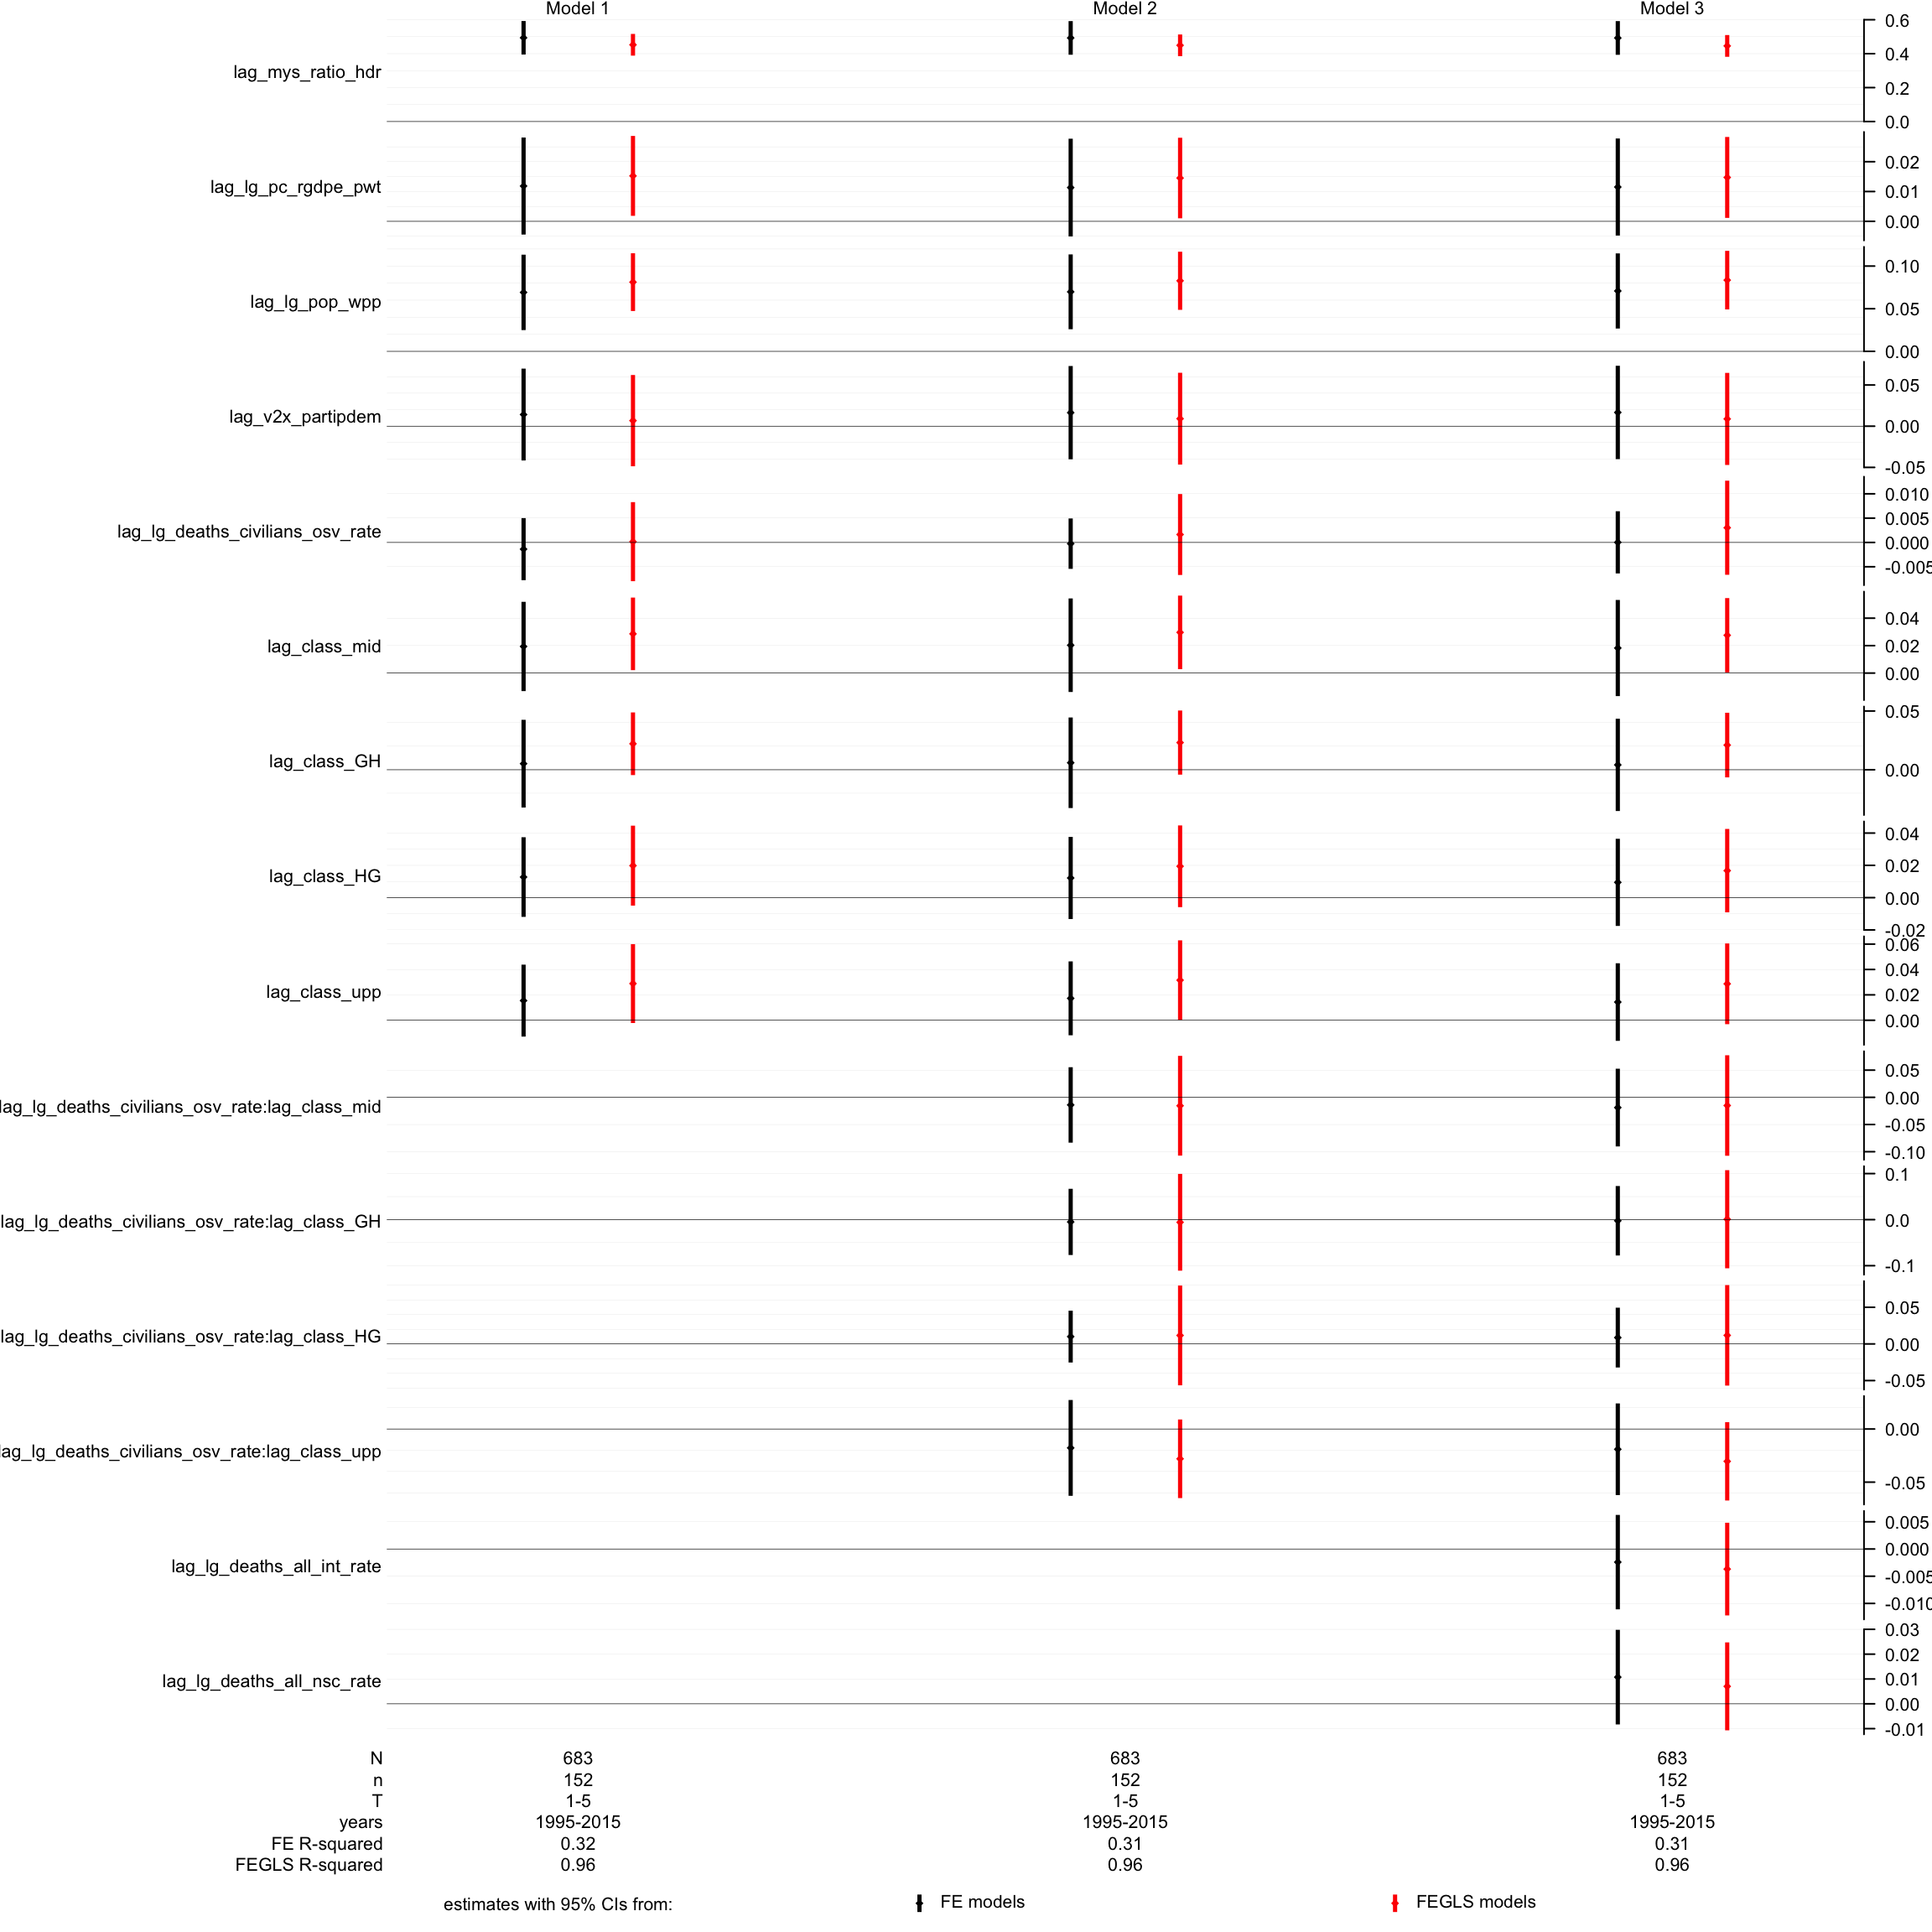 Model 1 Model 2 Model 3
0.6
0.4
lag_mys_ratio_hdr
0.2
0.0
0.02
lag_lg_pc_rgdpe_pwt
0.01
0.00
0.10
lag_lg_pop_wpp
0.05
0.00
0.05
lag_v2x_partipdem
0.00
-0.05
0.010
0.005
lag_lg_deaths_civilians_osv_rate
0.000
-0.005
0.04
lag_class_mid
0.02
0.00
0.05
lag_class_GH
0.00
0.04
0.02
lag_class_HG
0.00
-0.02
0.06
0.04
lag_class_upp
0.02
0.00
0.05
0.00
lag_lg_deaths_civilians_osv_rate:lag_class_mid
-0.05
-0.10
0.1
lag_lg_deaths_civilians_osv_rate:lag_class_GH
0.0
-0.1
0.05
lag_lg_deaths_civilians_osv_rate:lag_class_HG
0.00
-0.05
0.00
lag_lg_deaths_civilians_osv_rate:lag_class_upp
-0.05
0.005
0.000
lag_lg_deaths_all_int_rate
-0.005
-0.010
0.03
0.02
lag_lg_deaths_all_nsc_rate
0.01
0.00
-0.01
N 683 683 683
n 152 152 152
T 1-5 1-5 1-5
years 1995-2015 1995-2015 1995-2015
FE R-squared 0.32 0.31 0.31
FEGLS R-squared 0.96 0.96 0.96
estimates with 95% CIs from: FE models FEGLS models